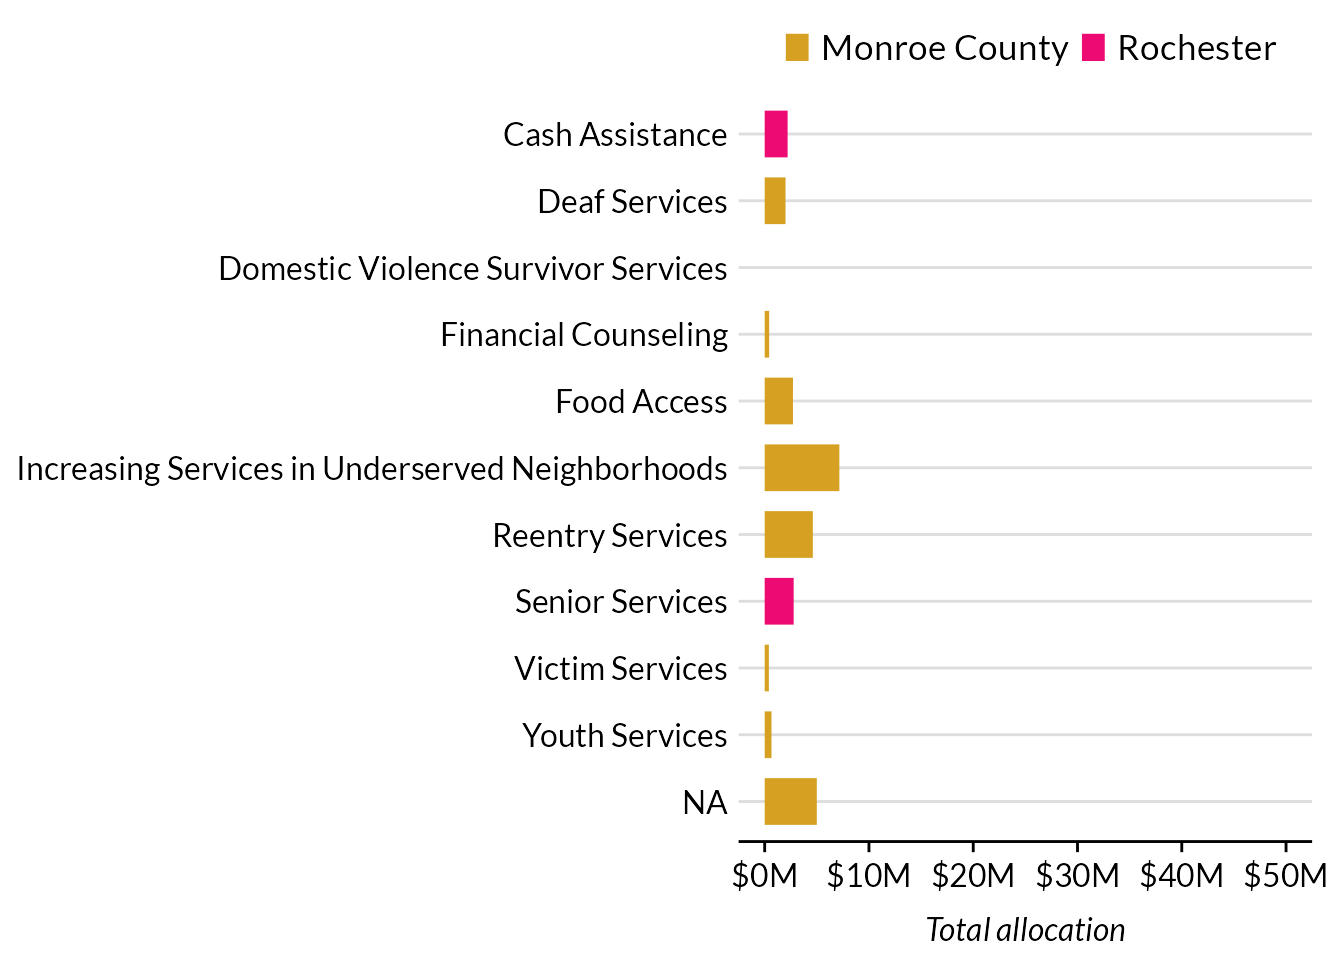 Monroe County Rochester
Cash Assistance
Deaf Services
Domestic Violence Survivor Services
Financial Counseling
Food Access
Increasing Services in Underserved Neighborhoods
Reentry Services
Senior Services
Victim Services
Youth Services
NA
$0M $10M $20M $30M $40M $50M
Total allocation